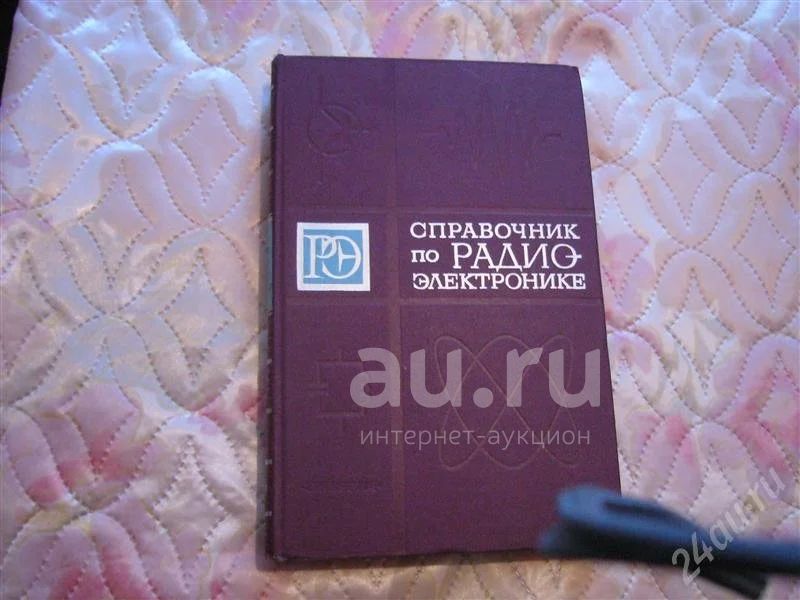 РЭ
СПРАВОЧНИК
ПО РАДИО-
ЭЛЕКТРОНИКЕ
au.ru
интернет-аукцион
24au.ru